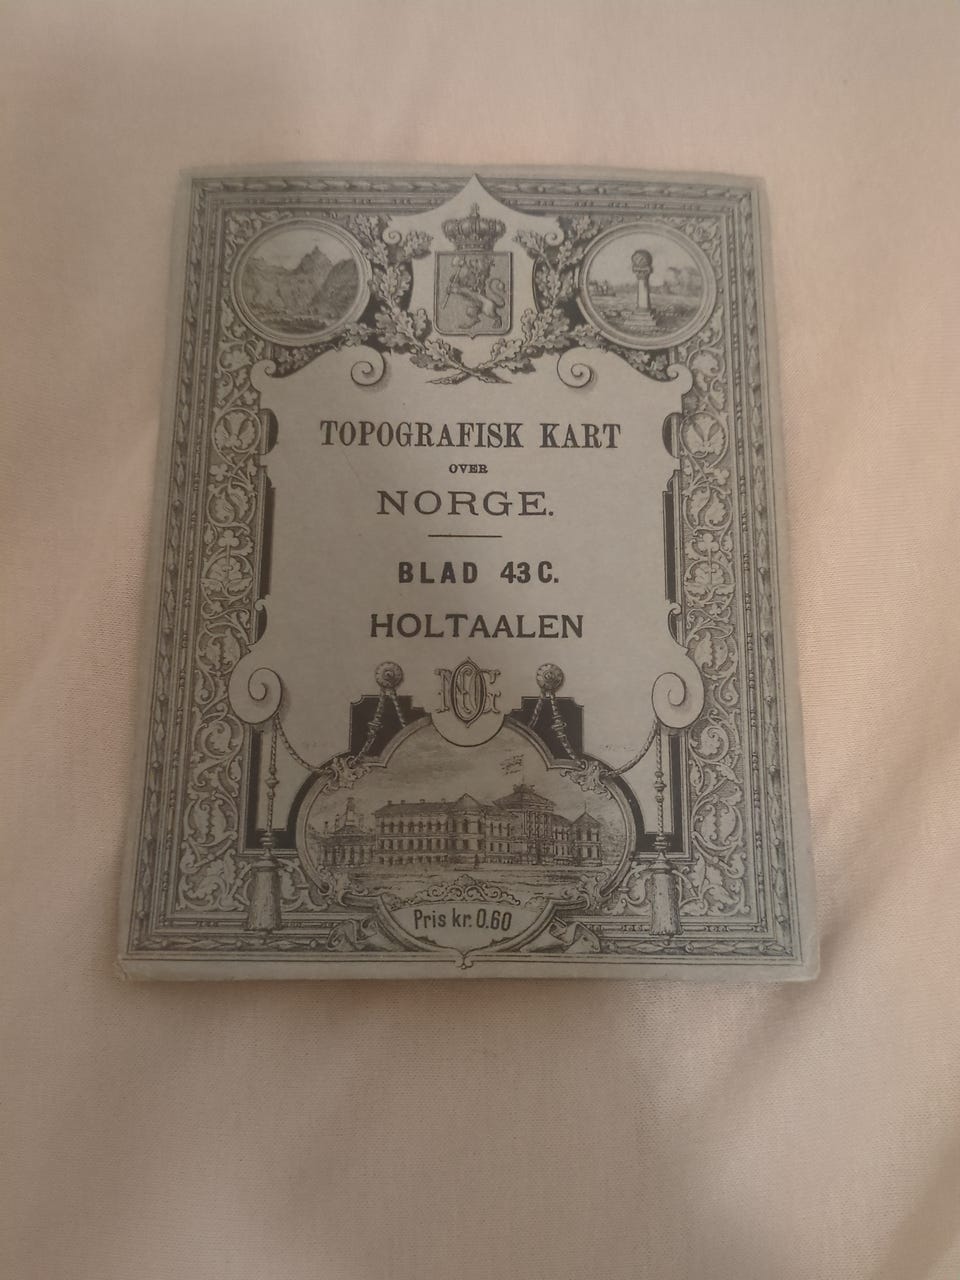 TOPOGRAFISK KART
OVER
NORGE.
BLAD 43 C.
HOLTAALEN
Pris kr. 0.60